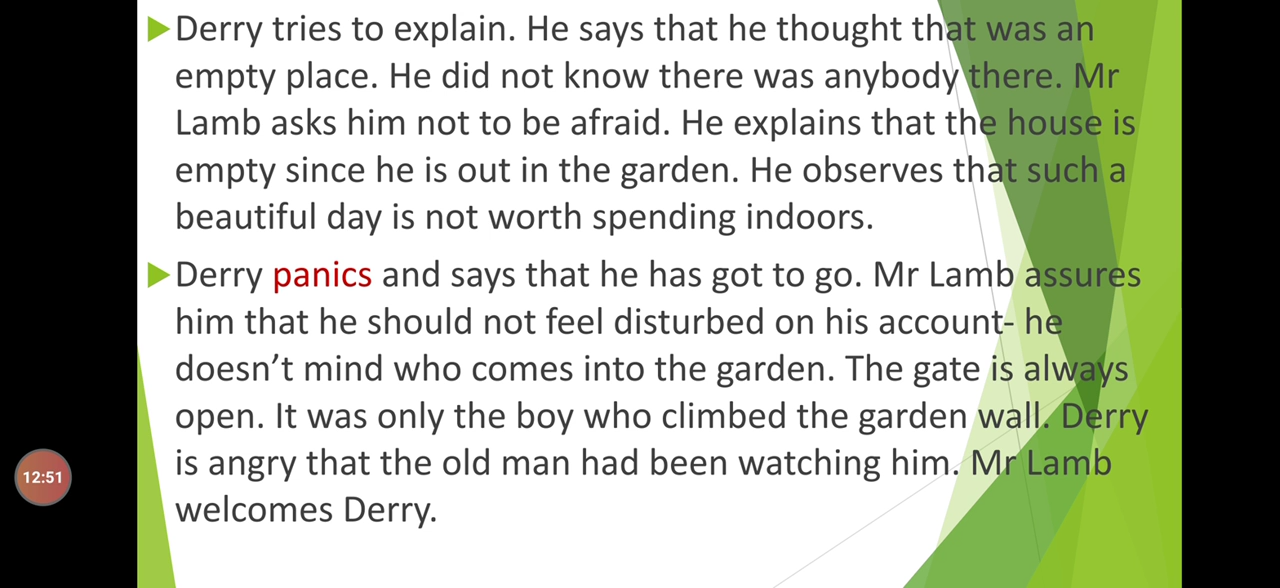 Derry tries to explain. He says that he thought that was an
empty place. He did not know there was anybody there. Mr
Lamb asks him not to be afraid. He explains that the house is
empty since he is out in the garden. He observes that such a
beautiful day is not worth spending indoors.
Derry panics and says that he has got to go. Mr Lamb assures
him that he should not feel disturbed on his account- he
doesn't mind who comes into the garden. The gate is always
open. It was only the boy who climbed the garden wall. Derry
is angry that the old man had been watching him. Mr Lamb
12:51
welcomes Derry.